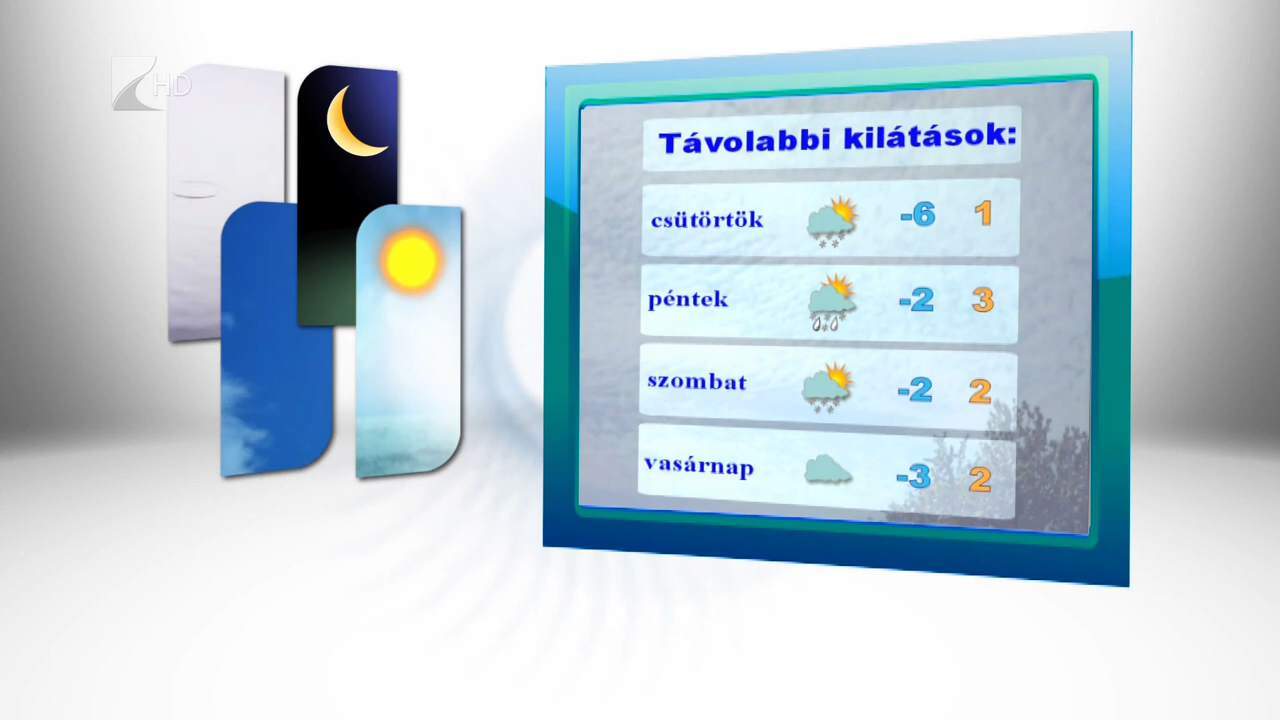 HD
Távolabbi kilátások:
csütörtök -6 1
péntek -2 3
szombat -2 2
vasárnap -3 2